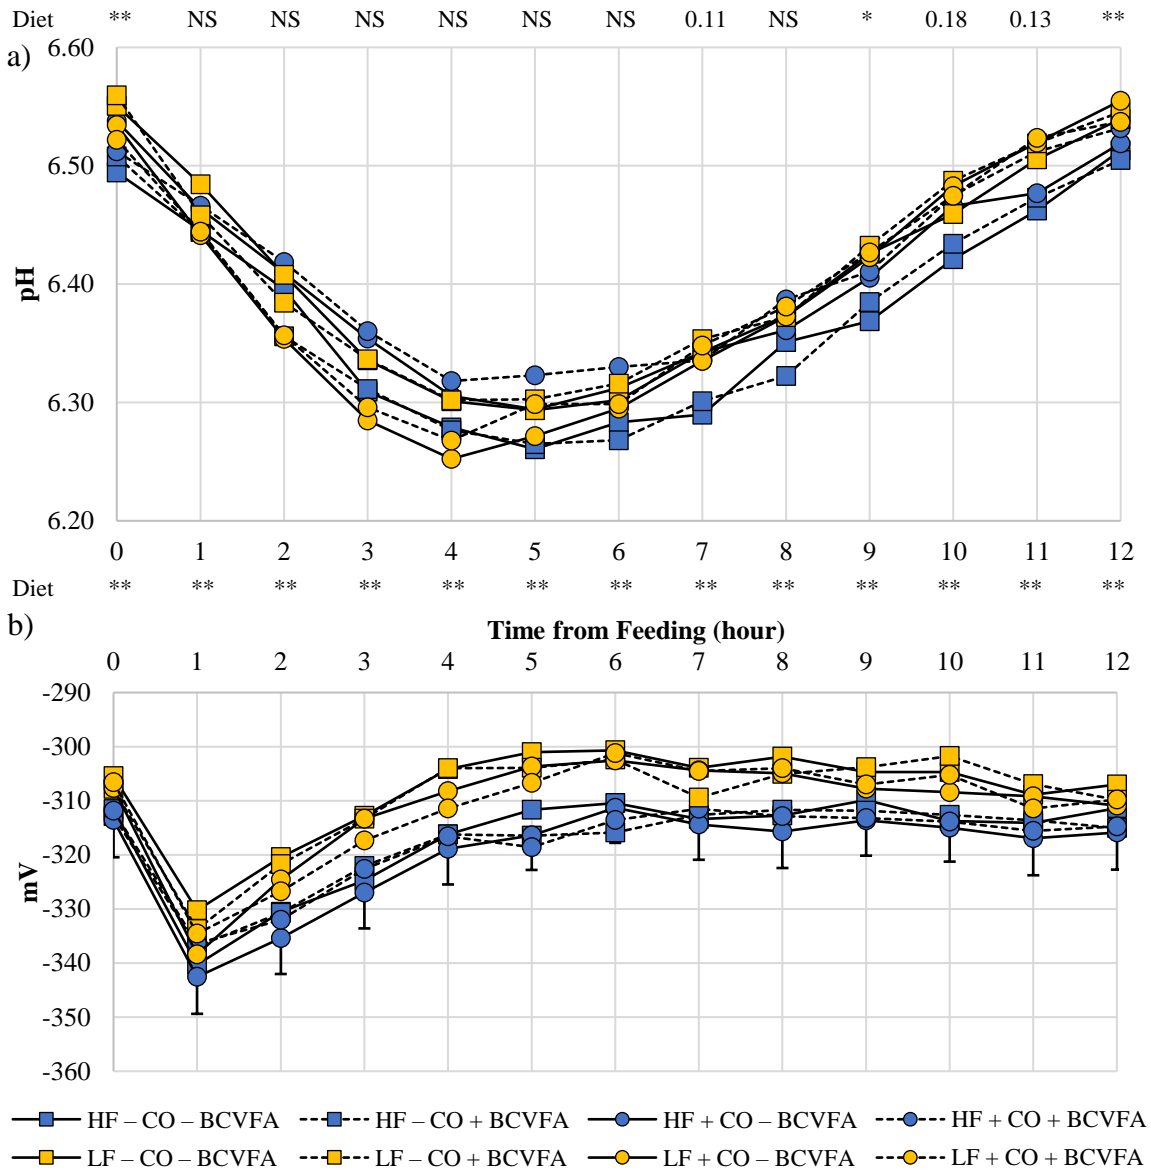 Diet ** NS NS NS NS NS NS 0.11 NS * 0.18 0.13 **
a)
6.60
6.50
6.40
6.30
6.20
pH
0 1 2 3 4 5 6 7 8 9 10 11 12
Diet ** ** ** ** ** ** ** ** ** ** ** ** **
b)
Time from Feeding (hour)
0 1 2 3 4 5 6 7 8 9 10 11 12
-290
-300
-310
-320
-330
-340
-350
-360
mV
HF – CO – BCVFA HF – CO + BCVFA HF + CO – BCVFA HF + CO + BCVFA
LF – CO – BCVFA LF – CO + BCVFA LF + CO – BCVFA LF + CO + BCVFA